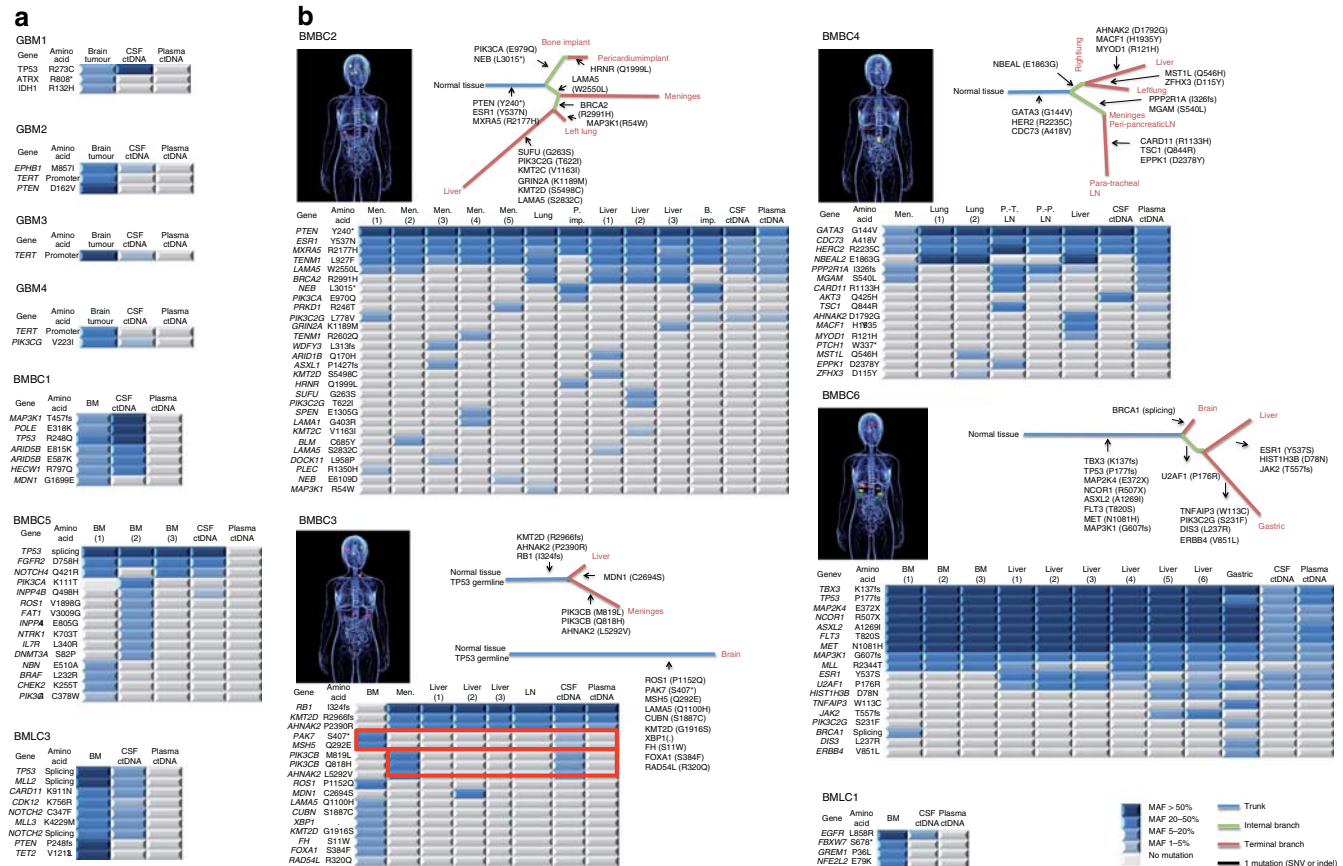 a
GBM1
Gene Amino acid Brain tumour CSF ctDNA Plasma ctDNA
TP53 R273C
ATRX R808*
IDH1 R132H
GBM2
Gene Amino acid Brain tumour CSF ctDNA Plasma ctDNA
EPHB1 M857I
TERT Promoter
PTEN D162V
GBM3
Gene Amino acid Brain tumour CSF ctDNA Plasma ctDNA
TERT Promoter
GBM4
Gene Amino acid Brain tumour CSF ctDNA Plasma ctDNA
TERT Promoter
PIK3CG V223I
BMBC1
Gene Amino acid BM CSF ctDNA Plasma ctDNA
MAP3K1 T457fs
POLE E318K
TP53 R248Q
ARID5B E815K
ARID5B E587K
HECW1 R797Q
MDN1 G1699E
BMBC5
Gene Amino acid BM (1) BM (2) BM (3) CSF ctDNA Plasma ctDNA
TP53 splicing
FGFR2 D758H
NOTCH4 Q421R
PIK3CA K111T
INPP4B Q498H
ROS1 V1898G
FAT1 V3009G
E805G
NTRK1 K703T
IL7R L340R
DNMT3A S82P
NBN E510A
BRAF L232R
CHEK2 K255T
C378W
BMLC3
Gene Amino acid BM CSF ctDNA Plasma ctDNA
TP53 Splicing
MLL2 Splicing
CARD11 K911N
CDK12 K756R
NOTCH2 C347F
MLL3 K4229M
NOTCH2 Splicing
PTEN P248fs
TET2
b
BMBC2
Bone implant
PIK3CA (E979Q)
NEB (L3015*)
Pericardiumimplant
HRNR (Q1999L)
LAMA5
(W2550L)
Normal tissue
Meninges
PTEN (Y240*)
ESR1 (Y537N)
MXRA5 (R2177H)
BRCA2
(R2991H)
MAP3K1(R54W)
Left lung
SUFU (G263S)
PIK3C2G (T622I)
KMT2C (V1163I)
GRIN2A (K1189M)
KMT2D (S5498C)
LAMA5 (S2832C)
Liver
Gene Amino acid Men. (1) Men. (2) Men. (3) Men. (4) Men. (5) Lung P. imp. Liver (1) Liver (2) Liver (3) B. imp. CSF ctDNA Plasma ctDNA
PTEN Y240*
ESR1 Y537N
MXRA5 R2177H
TENM1 L927F
LAMA5 W2550L
BRCA2 R2991H
NEB L3015*
PIK3CA E970Q
PRKD1 R246T
PIK3C2G L778V
GRIN2A K1189M
TENM1 R2602Q
WDFY3 L313fs
ARID1B Q170H
ASXL1 P1427fs
KMT2D S5498C
HRNR Q1999L
SUFU G263S
PIK3C2G T622I
SPEN E1305G
LAMA1 G403R
KMT2C V1163I
BLM C685Y
LAMA5 S2832C
DOCK11 L958P
PLEC R1350H
NEB E6109D
MAP3K1 R54W
BMBC3
KMT2D (R2966fs)
AHNAK2 (P2390R)
RB1 (I324fs)
Liver
Normal tissue
TP53 germline
MDN1 (C2694S)
Meninges
PIK3CB (M819L)
PIK3CB (Q818H)
AHNAK2 (L5292V)
Normal tissue
TP53 germline
Brain
ROS1 (P1152Q)
PAK7 (S407*)
MSH5 (Q292E)
LAMA5 (Q1100H)
CUBN (S1887C)
KMT2D (G1916S)
XBP1(.)
FH (S11W)
FOXA1 (S384F)
RAD54L (R320Q)
Gene Amino acid BM Men. Liver (1) Liver (2) Liver (3) LN CSF ctDNA Plasma ctDNA
RB1 I324fs
KMT2D R2966fs
AHNAK2 P2390R
PAK7 S407*
MSH5 Q292E
PIK3CB M819L
PIK3CB Q818H
AHNAK2 L5292V
ROS1 P1152Q
MDN1 C2694S
LAMA5 Q1100H
CUBN S1887C
XBP1 .
KMT2D G1916S
FH S11W
FOXA1 S384F
RAD54L R320Q
BMBC4
AHNAK2 (D1792G)
MACF1 (H1935Y)
MYOD1 (R121H)
NBEAL (E1863G)
Rightlung
Liver
MST1L (Q546H)
ZFHX3 (D115Y)
Normal tissue
Leftlung
PPP2R1A (I326fs)
MGAM (S540L)
GATA3 (G144V)
HER2 (R2235C)
CDC73 (A418V)
Meninges
Peri-pancreaticLN
CARD11 (R1133H)
TSC1 (Q844R)
EPPK1 (D2378Y)
Para-tracheal
LN
Gene Amino acid Men. Lung (1) Lung (2) P.-T. LN P.-P. LN Liver CSF ctDNA Plasma ctDNA
GATA3 G144V
CDC73 A418V
HERC2 R2235C
NBEAL2 E1863G
PPP2R1A I326fs
MGAM S540L
CARD11 R1133H
AKT3 Q425H
TSC1 Q844R
AHNAK2 D1792G
MACF1
MYOD1 R121H
PTCH1 W337*
MST1L Q546H
EPPK1 D2378Y
ZFHX3 D115Y
BMBC6
BRCA1 (splicing)
Brain
Liver
Normal tissue
TBX3 (K137fs)
TP53 (P177fs)
MAP2K4 (E372X)
NCOR1 (R507X)
ASXL2 (A1269I)
FLT3 (T820S)
MET (N1081H)
MAP3K1 (G607fs)
U2AF1 (P176R)
ESR1 (Y537S)
HIST1H3B (D78N)
JAK2 (T557fs)
TNFAIP3 (W113C)
PIK3C2G (S231F)
DIS3 (L237R)
ERBB4 (V851L)
Gastric
Genev Amino acid BM (1) BM (2) BM (3) Liver (1) Liver (2) Liver (3) Liver (4) Liver (5) Liver (6) Gastric CSF ctDNA Plasma ctDNA
TBX3 K137fs
TP53 P177fs
MAP2K4 E372X
NCOR1 R507X
ASXL2 A1269I
FLT3 T820S
MET N1081H
MAP3K1 G607fs
MLL R2344T
ESR1 Y537S
U2AF1 P176R
HIST1H3B D78N
TNFAIP3 W113C
JAK2 T557fs
PIK3C2G S231F
BRCA1 Splicing
DIS3 L237R
ERBB4 V851L
BMLC1
Gene Amino acid BM CSF ctDNA Plasma ctDNA
EGFR L858R
FBXW7 S678*
GREM1 P36L
NFE2L2 E79K
MAF > 50%
MAF 20–50%
MAF 5–20%
MAF 1–5%
No mutation
Trunk
Internal branch
Terminal branch
1 mutation (SNV or indel)